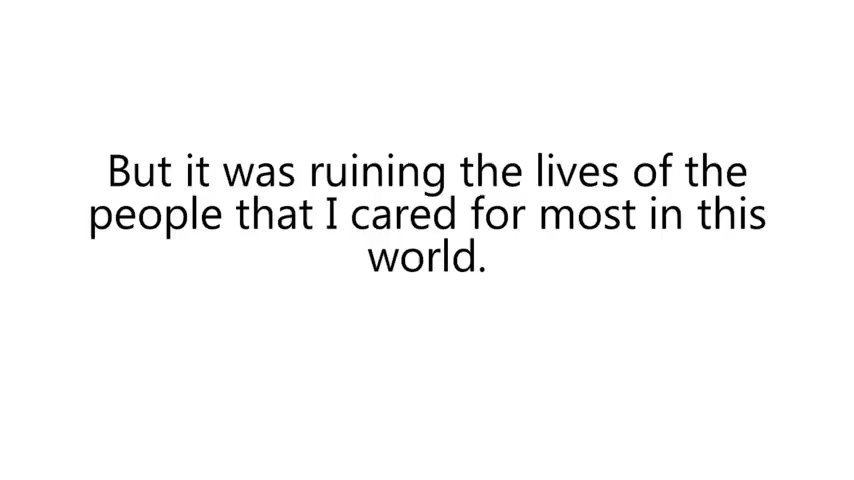 But it was ruining the lives of the
people that I cared for most in this
world.